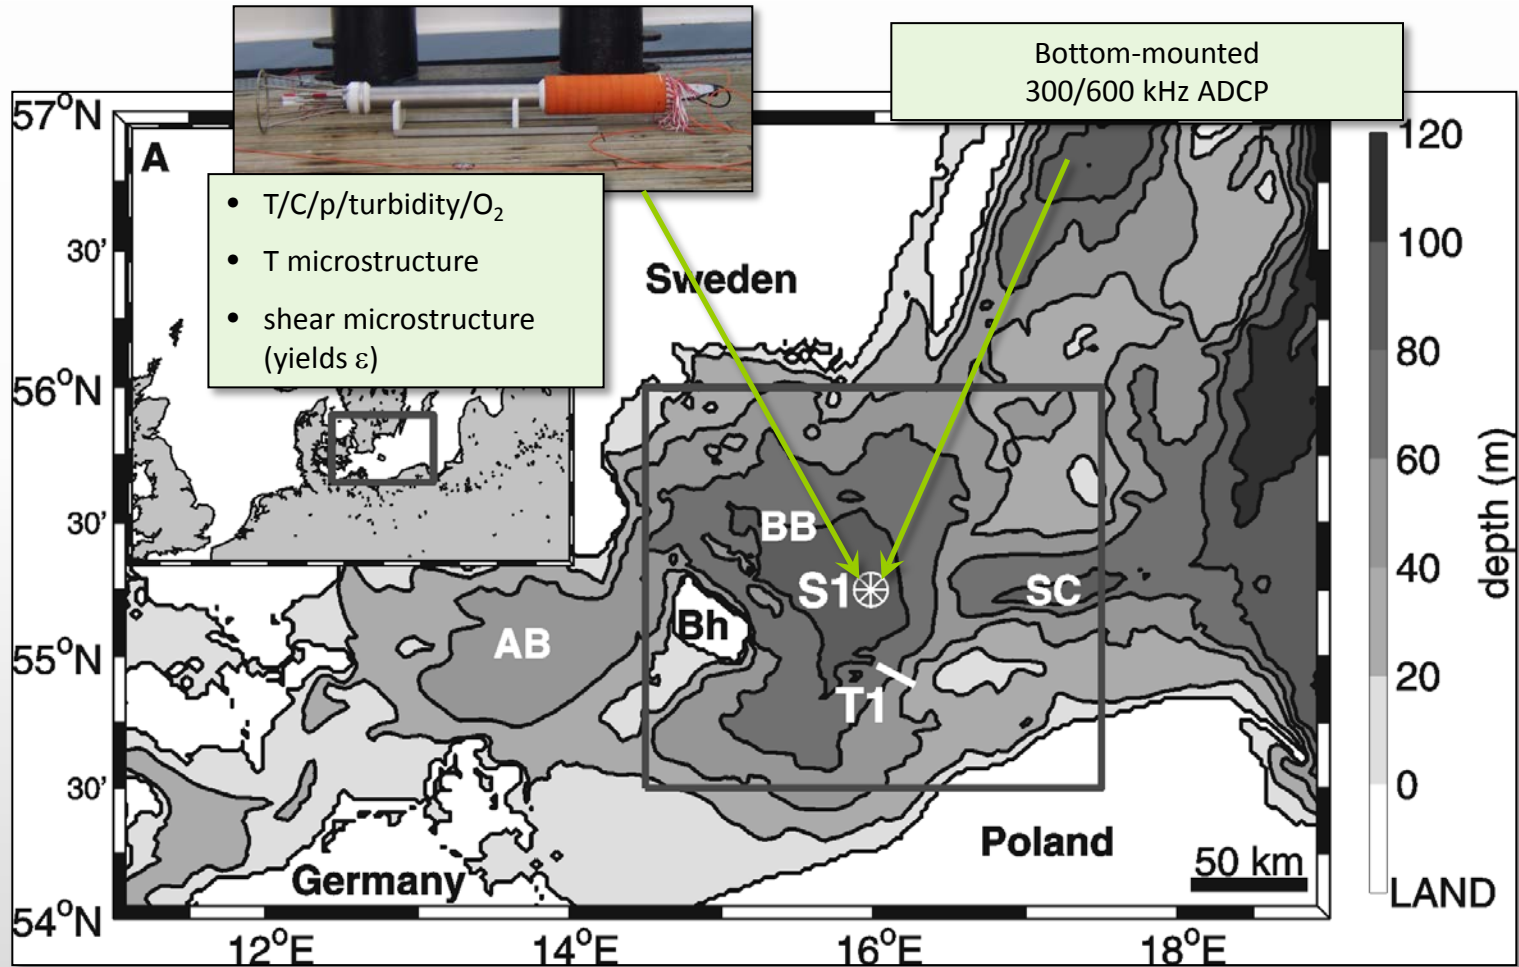 Bottom-mounted
300/600 kHz ADCP
A
• T/C/p/turbidity/O₂
• T microstructure
• shear microstructure
(yields ε)
57°N
30'
56°N
30'
55°N
30'
54°N
12°E
14°E
16°E
18°E
Sweden
BB
S1
SC
Bh
AB
T1
Poland
Germany
50 km
120
100
80
60
40
20
0
LAND
depth (m)